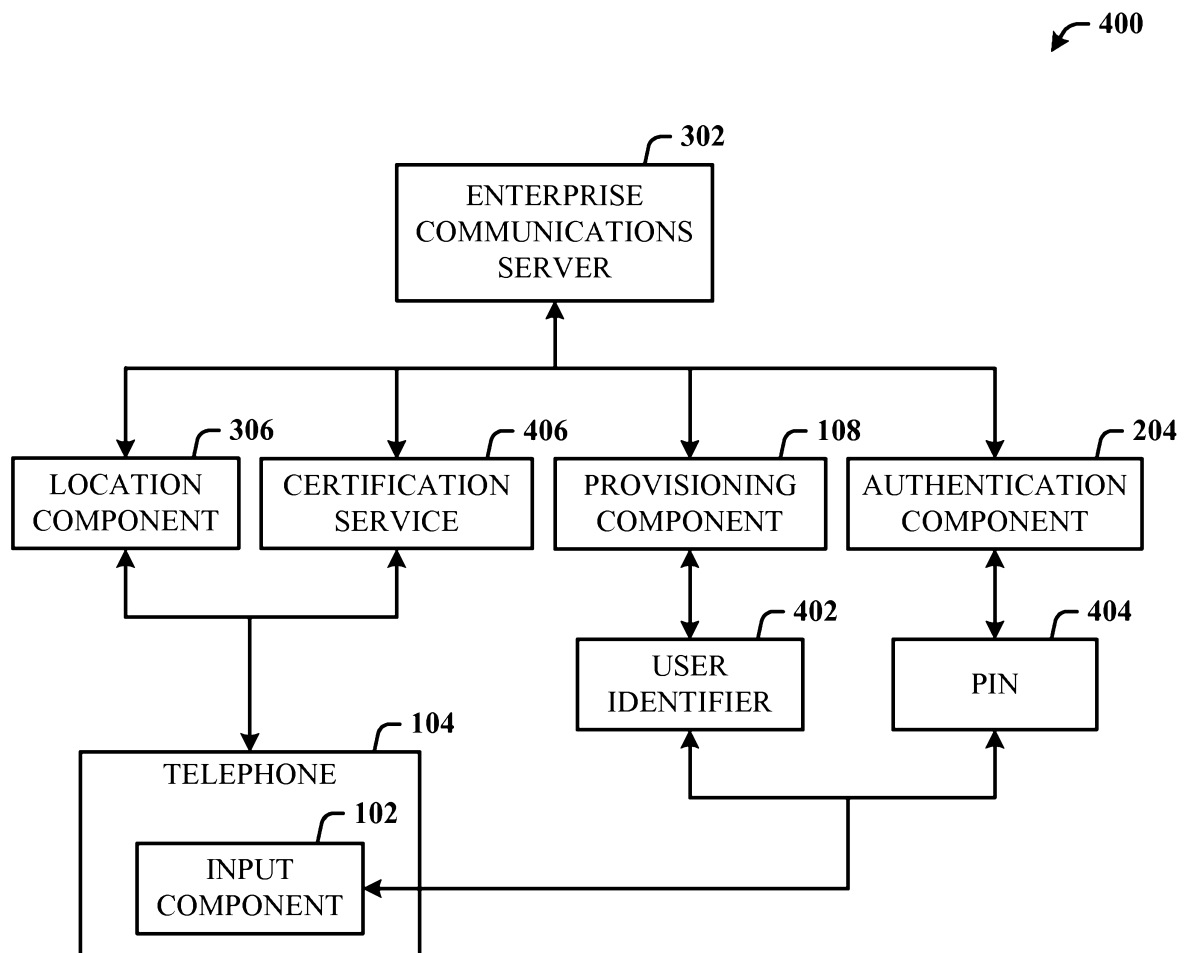 400
302
ENTERPRISE
COMMUNICATIONS
SERVER
306
LOCATION
COMPONENT
406
CERTIFICATION
SERVICE
108
PROVISIONING
COMPONENT
204
AUTHENTICATION
COMPONENT
402
USER
IDENTIFIER
404
PIN
104
TELEPHONE
102
INPUT
COMPONENT